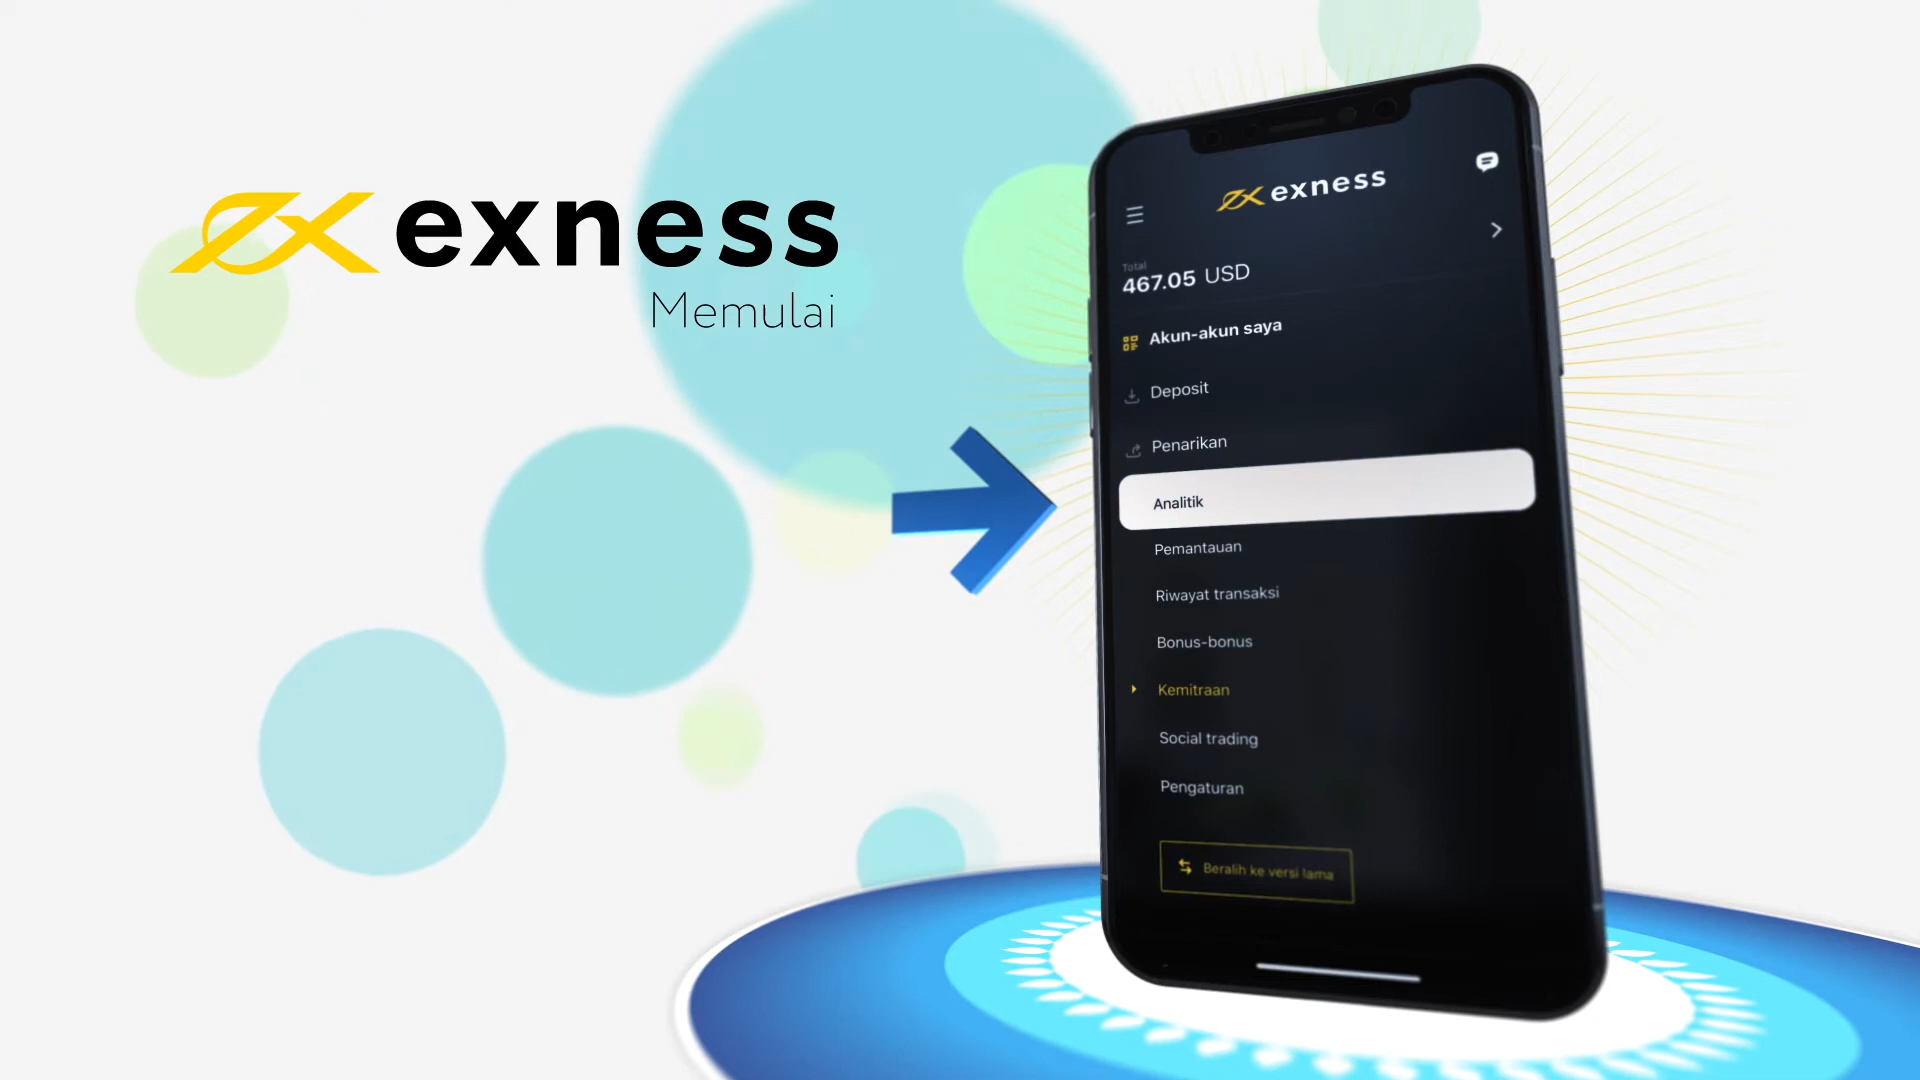 exness
Memulai
exness
Total
467.05 USD
Akun-akun saya
Deposit
Penarikan
Analitik
Pemantauan
Riwayat transaksi
Bonus-bonus
Kemitraan
Social trading
Pengaturan
Beralih ke versi lama